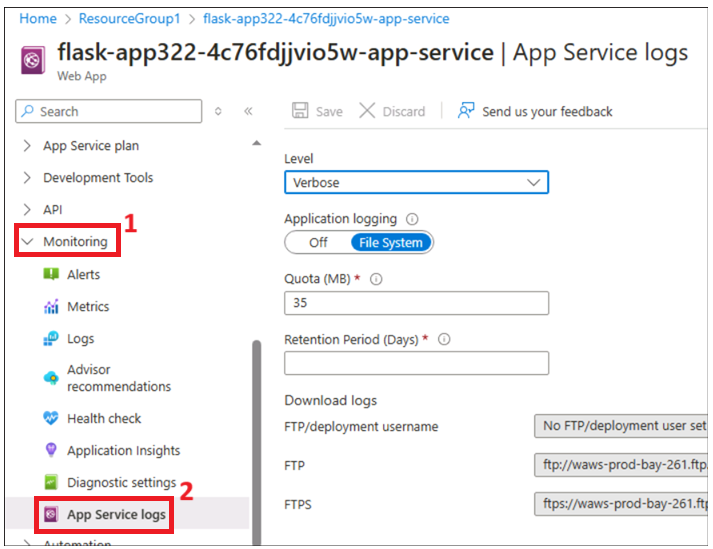 Home > ResourceGroup1 > flask-app322-4c76fdjjvio5w-app-service
flask-app322-4c76fdjjvio5w-app-service | App Service logs
Web App
Search
Save
Discard
Send us your feedback
App Service plan
Development Tools
API
1
Monitoring
Alerts
Metrics
Logs
Advisor
recommendations
Health check
Application Insights
Diagnostic settings
2
App Service logs
Automation
Level
Verbose
Application logging
Off
File System
Quota (MB) *
35
Retention Period (Days) *
Download logs
FTP/deployment username
No FTP/deployment user set
FTP
ftp://waws-prod-bay-261.ftp.
FTPS
ftps://waws-prod-bay-261.ftp